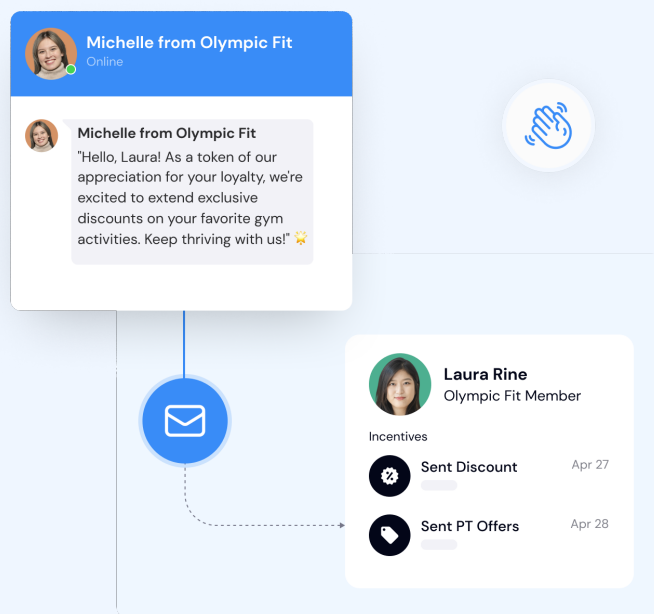 Michelle from Olympic Fit
Online
Michelle from Olympic Fit
"Hello, Laura! As a token of our
appreciation for your loyalty, we're
excited to extend exclusive
discounts on your favorite gym
activities. Keep thriving with us!" 🌟
Laura Rine
Olympic Fit Member
Incentives
Sent Discount
Apr 27
Sent PT Offers
Apr 28